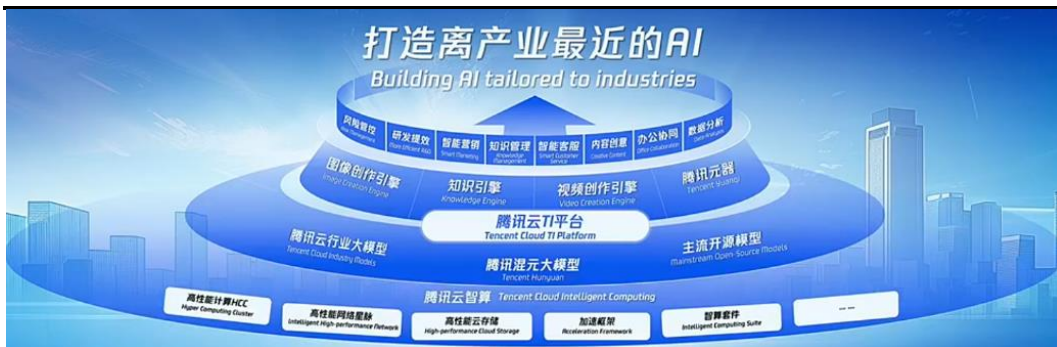 打造离产业最近的AI
Building AI tailored to industries
风险管控
Risk Management
研发提效
More Efficient R&D
智能营销
Smart Marketing
知识管理
Knowledge
Management
智能客服
Smart Customer
Service
内容创意
Creative Content
办公协同
Office Collaboration
数据分析
Data Analysis
图像创作引擎
Image Creation Engine
知识引擎
Knowledge Engine
视频创作引擎
Video Creation Engine
腾讯元器
Tencent Yuanqi
腾讯云TI平台
Tencent Cloud TI Platform
腾讯云行业大模型
Tencent Cloud Industry Models
腾讯混元大模型
Tencent Hunyuan
主流开源模型
Mainstream Open-Source Models
腾讯云智算 Tencent Cloud Intelligent Computing
高性能计算HCC
Hyper Computing Cluster
高性能网络星脉
Intelligent High-performance Network
高性能云存储
High-performance Cloud Storage
加速框架
Acceleration Framework
智算套件
Intelligent Computing Suite
... ...